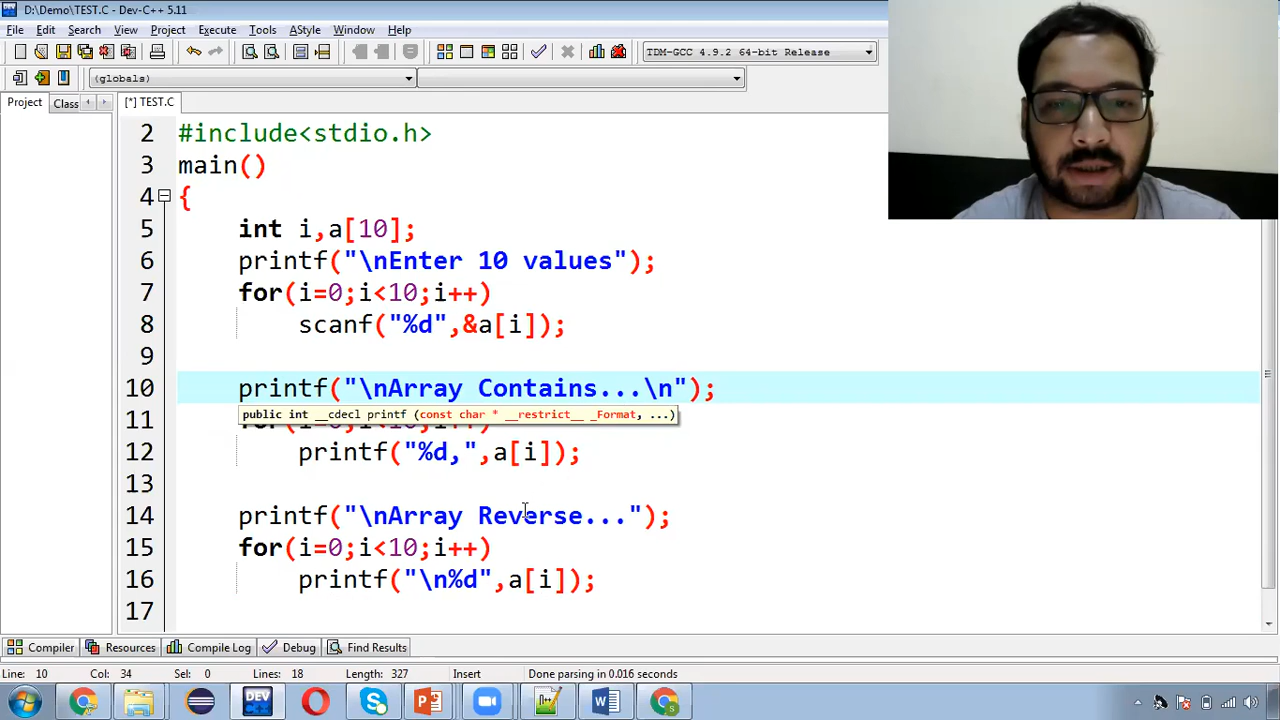 D:\Demo\TEST.C - Dev-C++ 5.11
File Edit Search View Project Execute Tools AStyle Window Help
TDM-GCC 4.9.2 64-bit Release
(globals)
Project Class [*] TEST.C
2 #include<stdio.h>
3 main()
4 {
5 int i,a[10];
6 printf("\nEnter 10 values");
7 for(i=0;i<10;i++)
8 scanf("%d",&a[i]);
9
10 printf("\nArray Contains...\n");
public int __cdecl printf (const char * __restrict__ _Format, ...)
11
12 printf("%d,",a[i]);
13
14 printf("\nArray Reverse...");
15 for(i=0;i<10;i++)
16 printf("\n%d",a[i]);
17
Compiler Resources Compile Log Debug Find Results
Line: 10 Col: 34 Sel: 0 Lines: 18 Length: 327 Insert Done parsing in 0.016 seconds
DEV